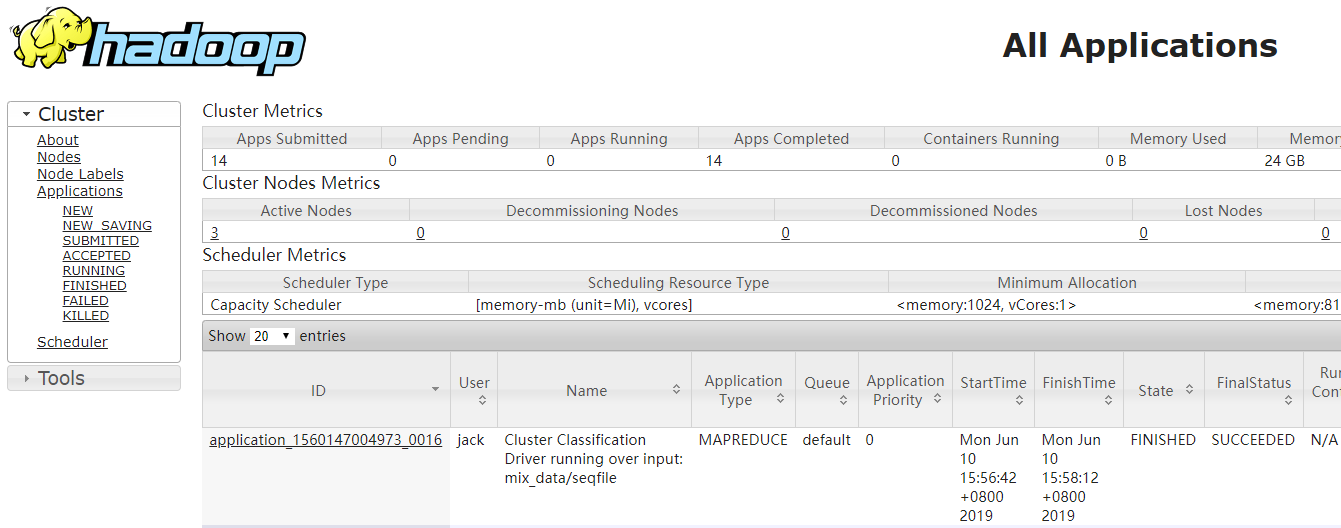 hadoop
All Applications
Cluster
About
Nodes
Node Labels
Applications
NEW
NEW_SAVING
SUBMITTED
ACCEPTED
RUNNING
FINISHED
FAILED
KILLED
Scheduler
Tools
Cluster Metrics
Apps Submitted Apps Pending Apps Running Apps Completed Containers Running Memory Used Memory
14 0 0 14 0 0 B 24 GB
Cluster Nodes Metrics
Active Nodes Decommissioning Nodes Decommissioned Nodes Lost Nodes
3 0 0 0 0
Scheduler Metrics
Scheduler Type Scheduling Resource Type Minimum Allocation
Capacity Scheduler [memory-mb (unit=Mi), vcores] <memory:1024, vCores:1> <memory:81
Show 20 entries
ID User Name Application Type Queue Application Priority StartTime FinishTime State FinalStatus
application_1560147004973_0016 jack Cluster Classification MAPREDUCE default 0 Mon Jun Mon Jun FINISHED SUCCEEDED N/A
Driver running over input: 10 10
mix_data/seqfile 15:56:42 15:58:12
+0800 +0800
2019 2019